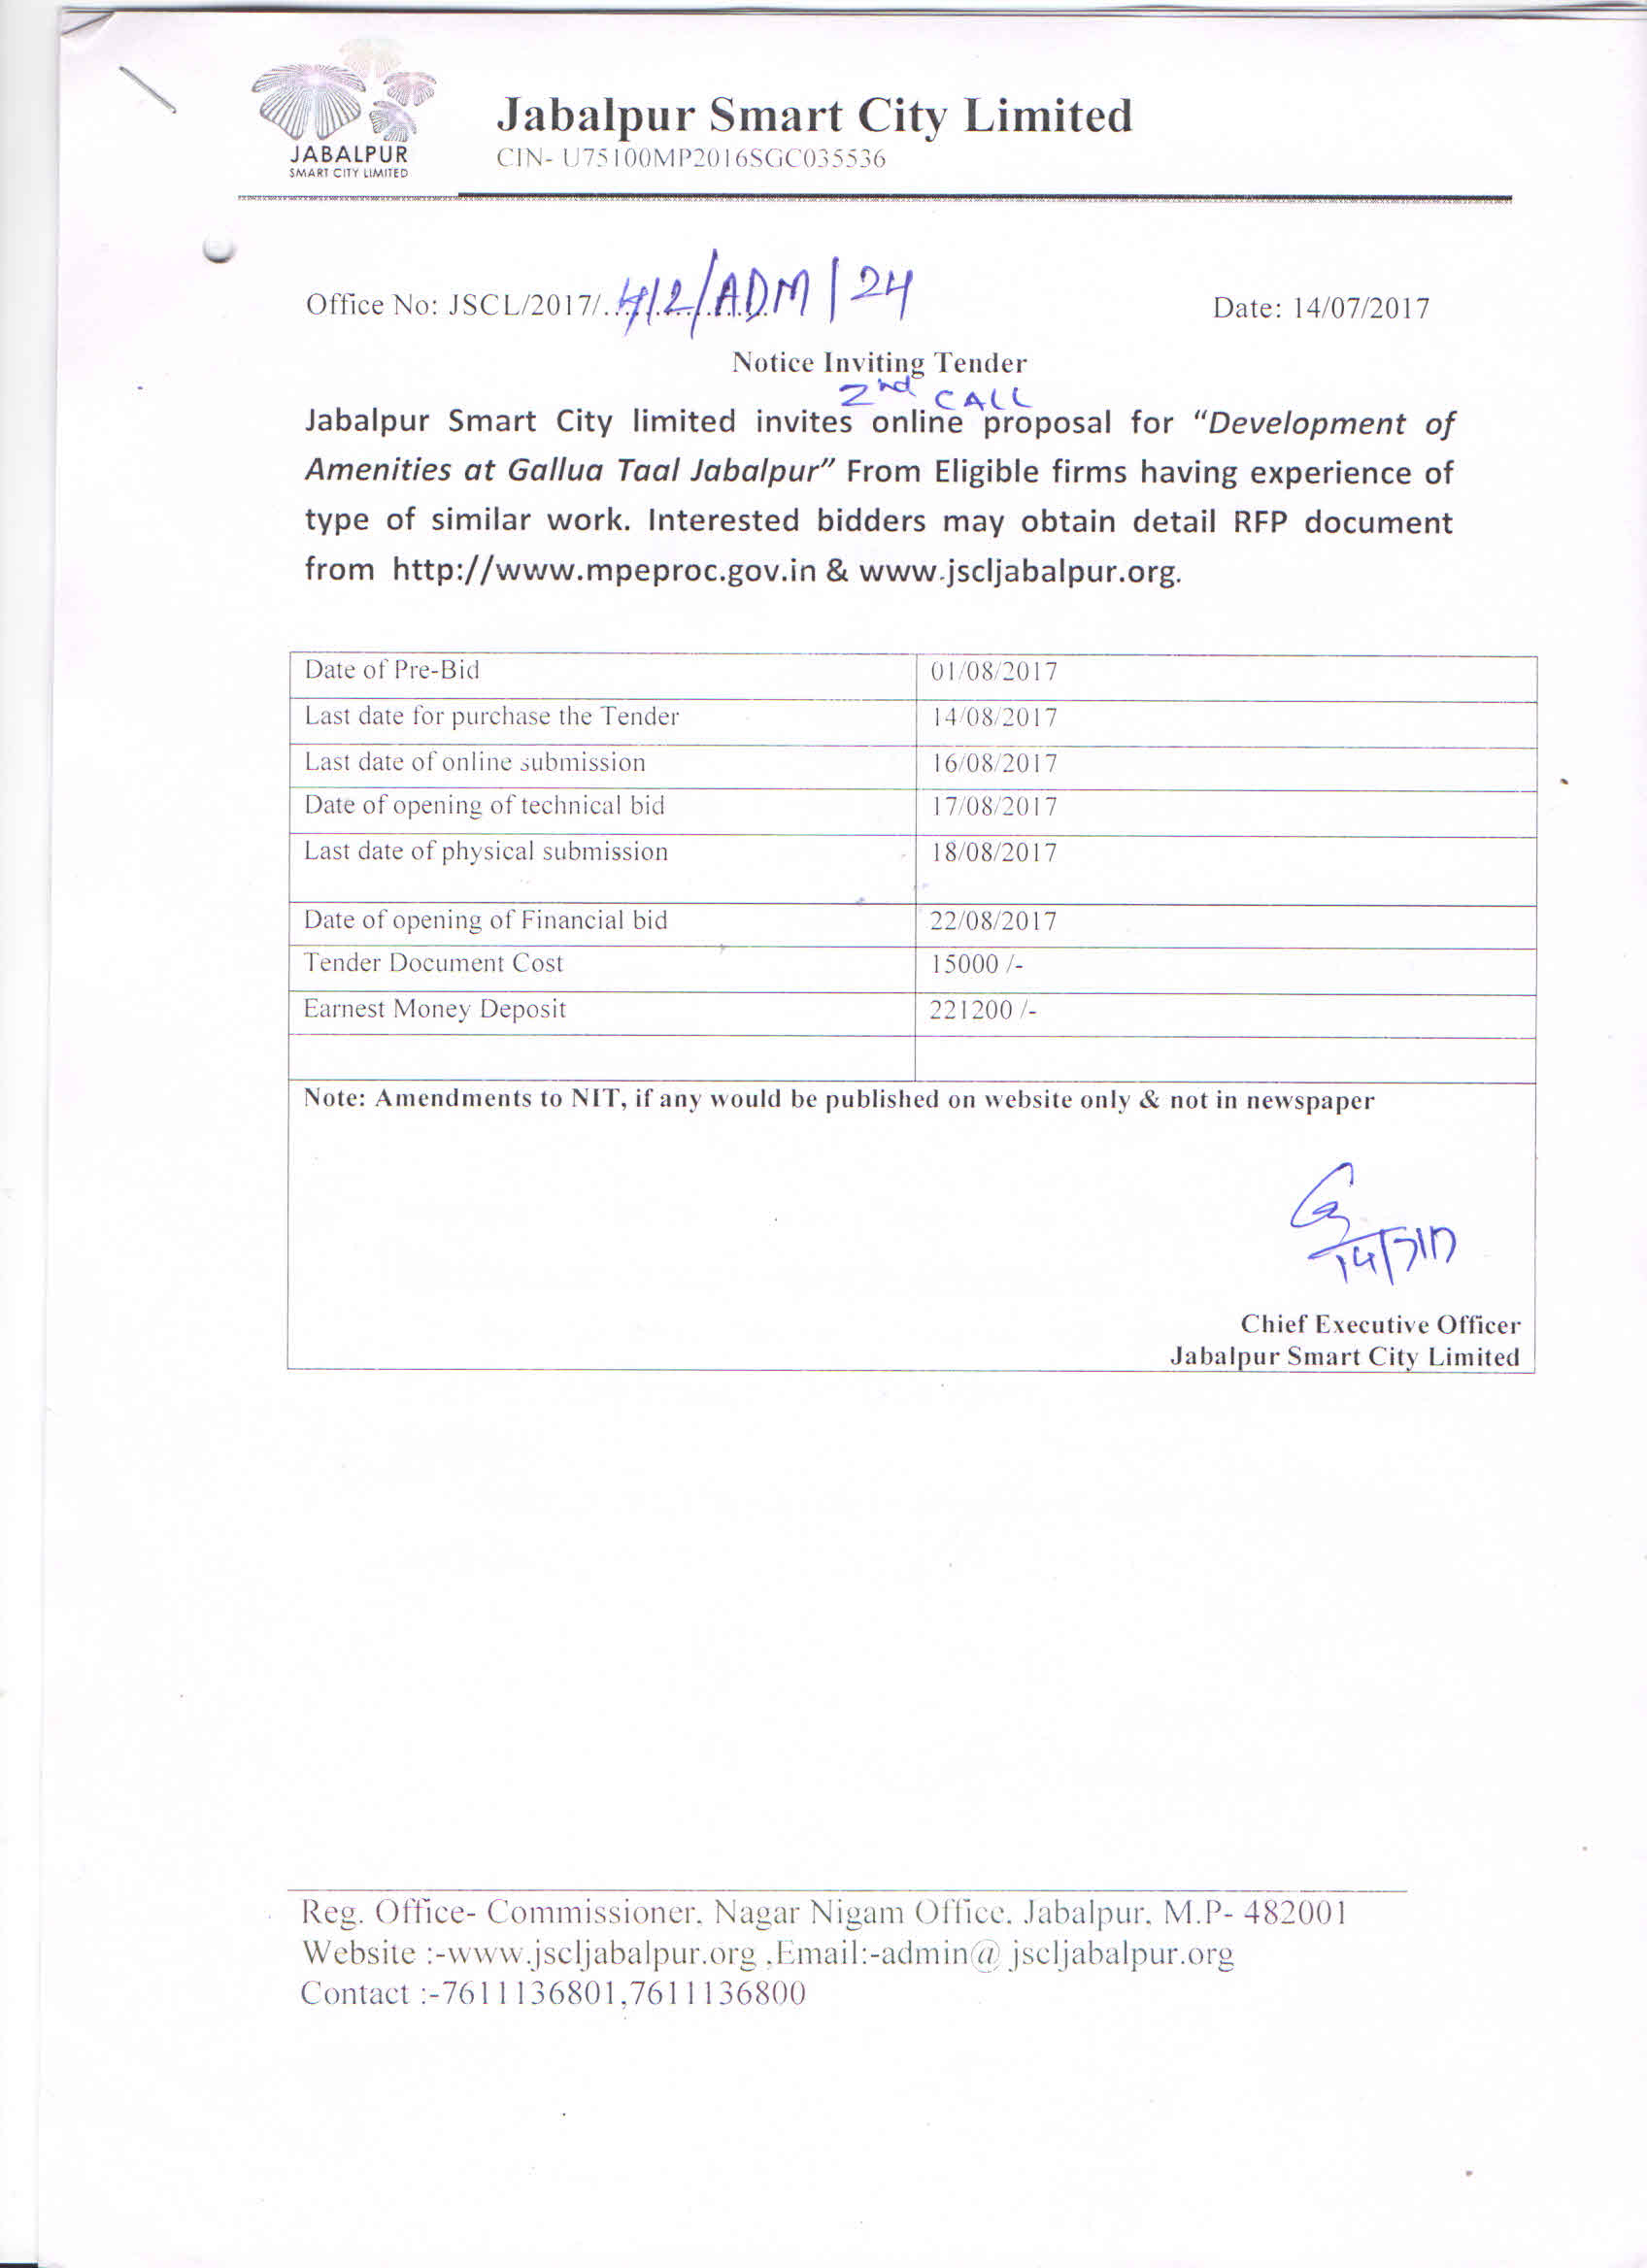 JABALPUR
SMART CITY LIMITED
Jabalpur Smart City Limited
CIN- U75100MP2016SGC035536
Office No: JSCL/2017/.412/ADM/24 Date: 14/07/2017
Notice Inviting Tender
2nd CALL
Jabalpur Smart City limited invites online proposal for "Development of
Amenities at Gallua Taal Jabalpur" From Eligible firms having experience of
type of similar work. Interested bidders may obtain detail RFP document
from http://www.mpeproc.gov.in & www.jscljabalpur.org.
Date of Pre-Bid 01/08/2017
Last date for purchase the Tender 14/08/2017
Last date of online submission 16/08/2017
Date of opening of technical bid 17/08/2017
Last date of physical submission 18/08/2017
Date of opening of Financial bid 22/08/2017
Tender Document Cost 15000 /-
Earnest Money Deposit 221200 /-
Note: Amendments to NIT, if any would be published on website only & not in newspaper
14/7/17
Chief Executive Officer
Jabalpur Smart City Limited
Reg. Office- Commissioner, Nagar Nigam Office, Jabalpur, M.P- 482001
Website :-www.jscljabalpur.org ,Email:-admin@ jscljabalpur.org
Contact :-7611136801,7611136800